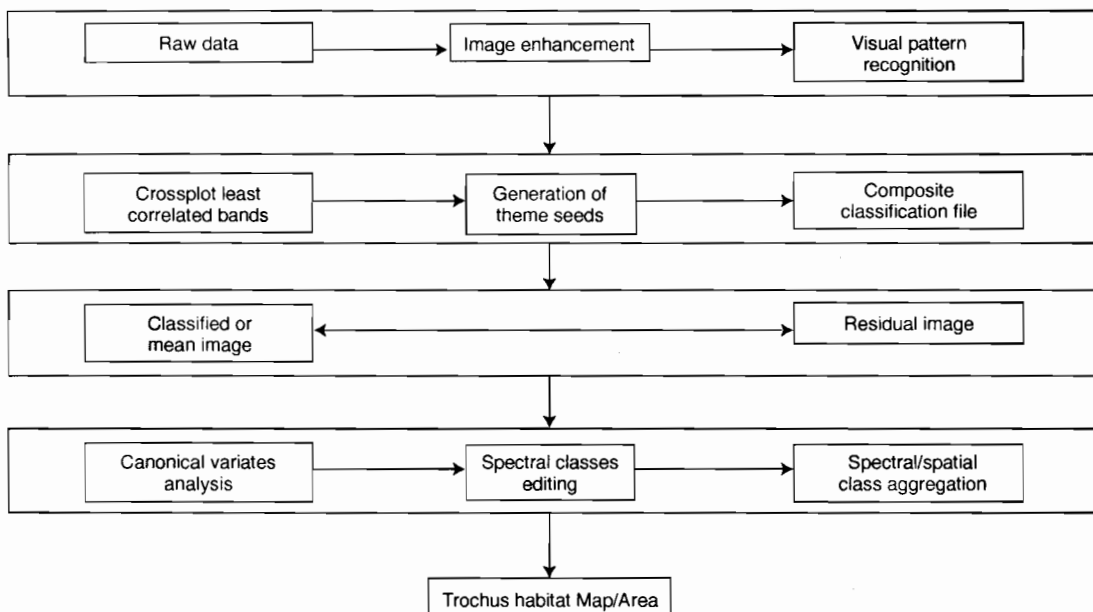 Raw data
Image enhancement
Visual pattern
recognition
Crossplot least
correlated bands
Generation of
theme seeds
Composite
classification file
Classified or
mean image
Residual image
Canonical variates
analysis
Spectral classes
editing
Spectral/spatial
class aggregation
Trochus habitat Map/Area